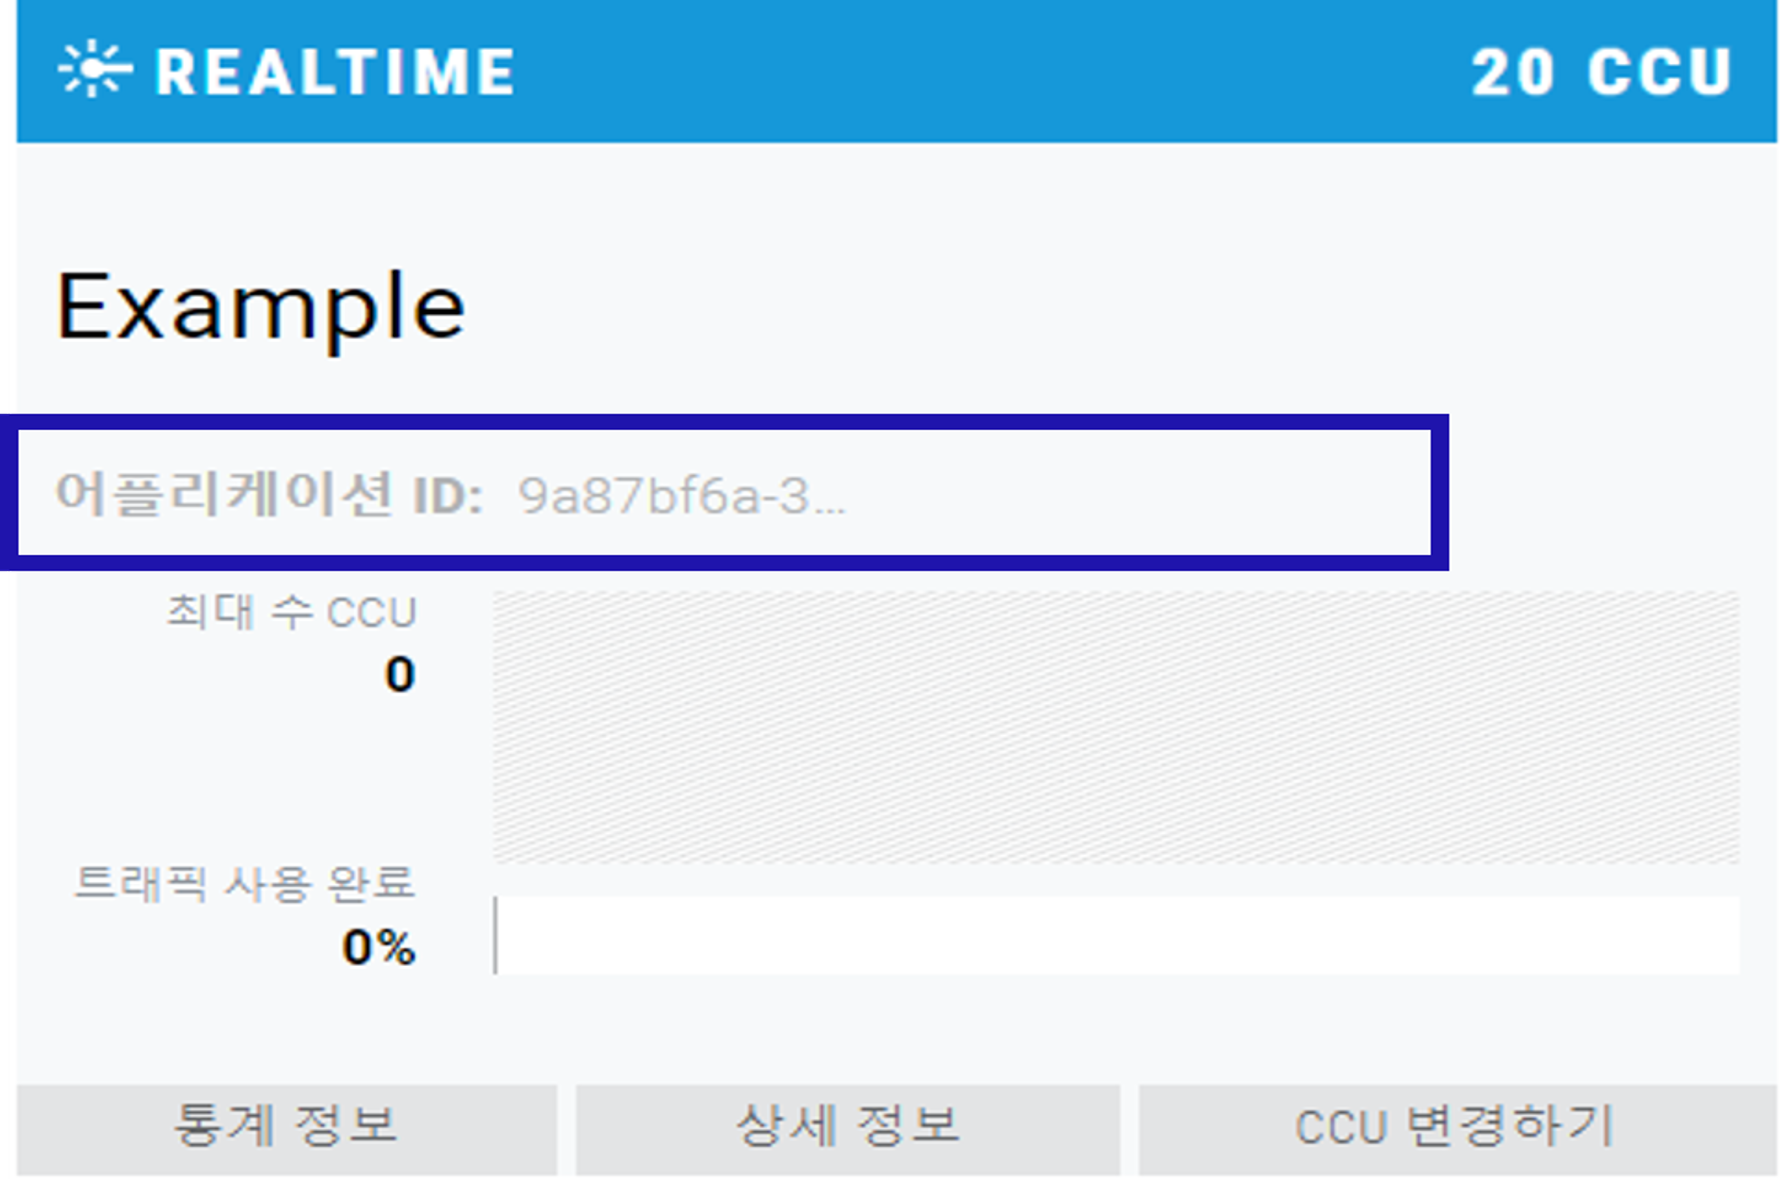 REALTIME 20 CCU
Example
어플리케이션 ID: 9a87bf6a-3...
최대 수 CCU
0
트래픽 사용 완료
0%
통계 정보 상세 정보 CCU 변경하기